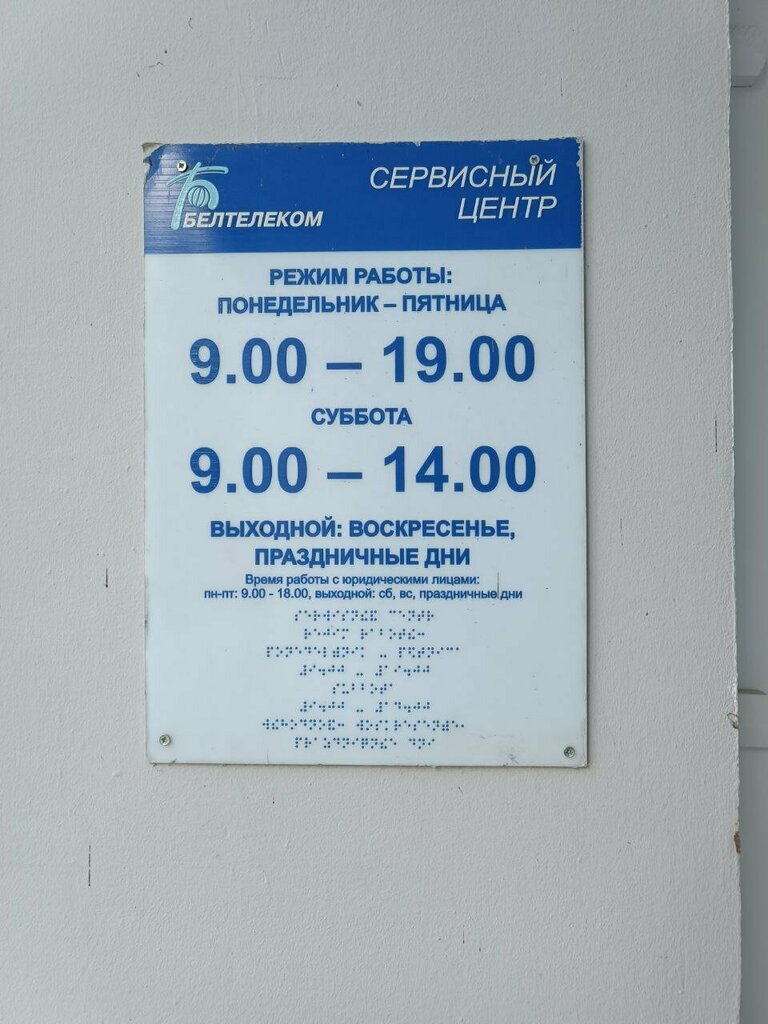 БЕЛТЕЛЕКОМ
СЕРВИСНЫЙ
ЦЕНТР
РЕЖИМ РАБОТЫ:
ПОНЕДЕЛЬНИК – ПЯТНИЦА
9.00 – 19.00
СУББОТА
9.00 – 14.00
ВЫХОДНОЙ: ВОСКРЕСЕНЬЕ,
ПРАЗДНИЧНЫЕ ДНИ
Время работы с юридическими лицами:
пн-пт: 9.00 - 18.00, выходной: сб, вс, праздничные дни